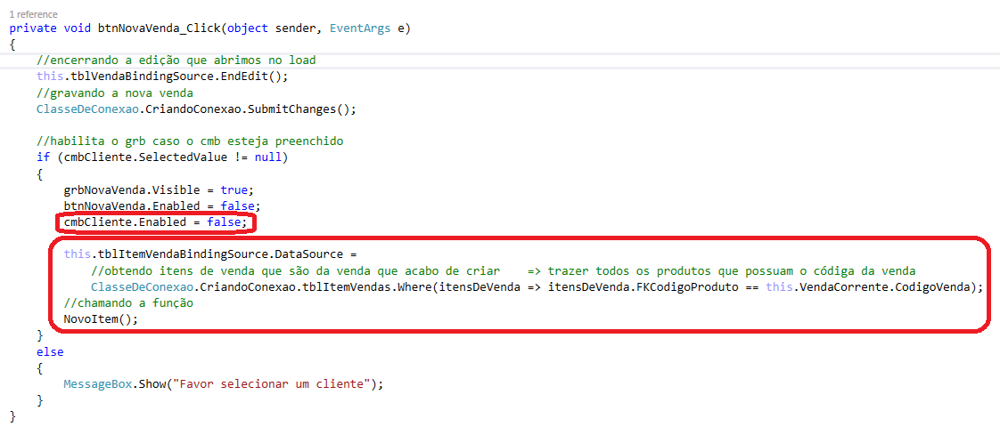 1 reference
private void btnNovaVenda_Click(object sender, EventArgs e)
{
//encerrando a edição que abrimos no load
this.tblVendaBindingSource.EndEdit();
//gravando a nova venda
ClasseDeConexao.CriandoConexao.SubmitChanges();
//habilita o grb caso o cmb esteja preenchido
if (cmbCliente.SelectedValue != null)
{
grbNovaVenda.Visible = true;
btnNovaVenda.Enabled = false;
cmbCliente.Enabled = false;
this.tblItemVendaBindingSource.DataSource =
//obtendo itens de venda que são da venda que acabo de criar    => trazer todos os produtos que possuam o códiga da venda
ClasseDeConexao.CriandoConexao.tblItemVendas.Where(itensDeVenda => itensDeVenda.FKCodigoProduto == this.VendaCorrente.CodigoVenda);
//chamando a função
NovoItem();
}
else
{
MessageBox.Show("Favor selecionar um cliente");
}
}